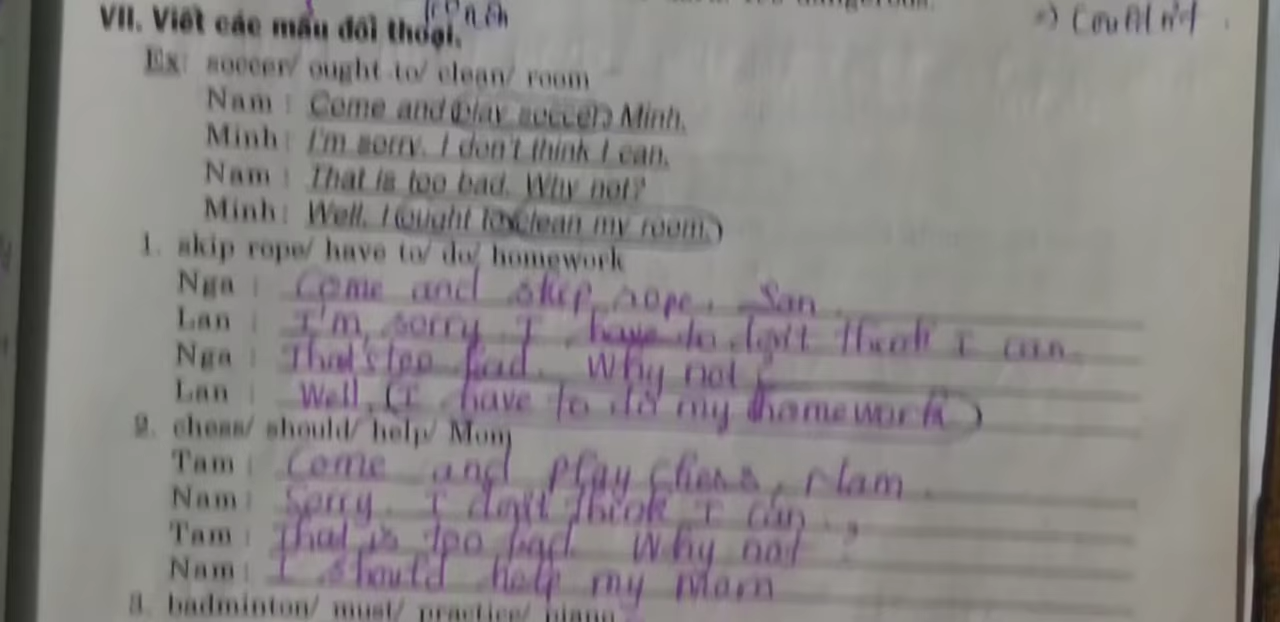 dangerous.
=> Couldn't
VII. Viết các mẩu đối thoại.
Ex: soccer/ ought to/ clean/ room
Nam : Come and play soccer, Minh.
Minh : I'm sorry. I don't think I can.
Nam : That is too bad. Why not?
Minh : Well, I ought to clean my room.
1. skip rope/ have to/ do/ homework
Nga : Come and skip rope,
Lan : I'm sorry I have to don't think I can.
Nga : That's too bad. Why not
Lan : Well, (I have to do my homework)
2. chess/ should/ help/ Mom
Tam : Come and play chess, Nam.
Nam : Sorry. I don't think I can.
Tam : That is too bad. Why not?
Nam : I should help my Mom
3. badminton/ must/ practice/ piano